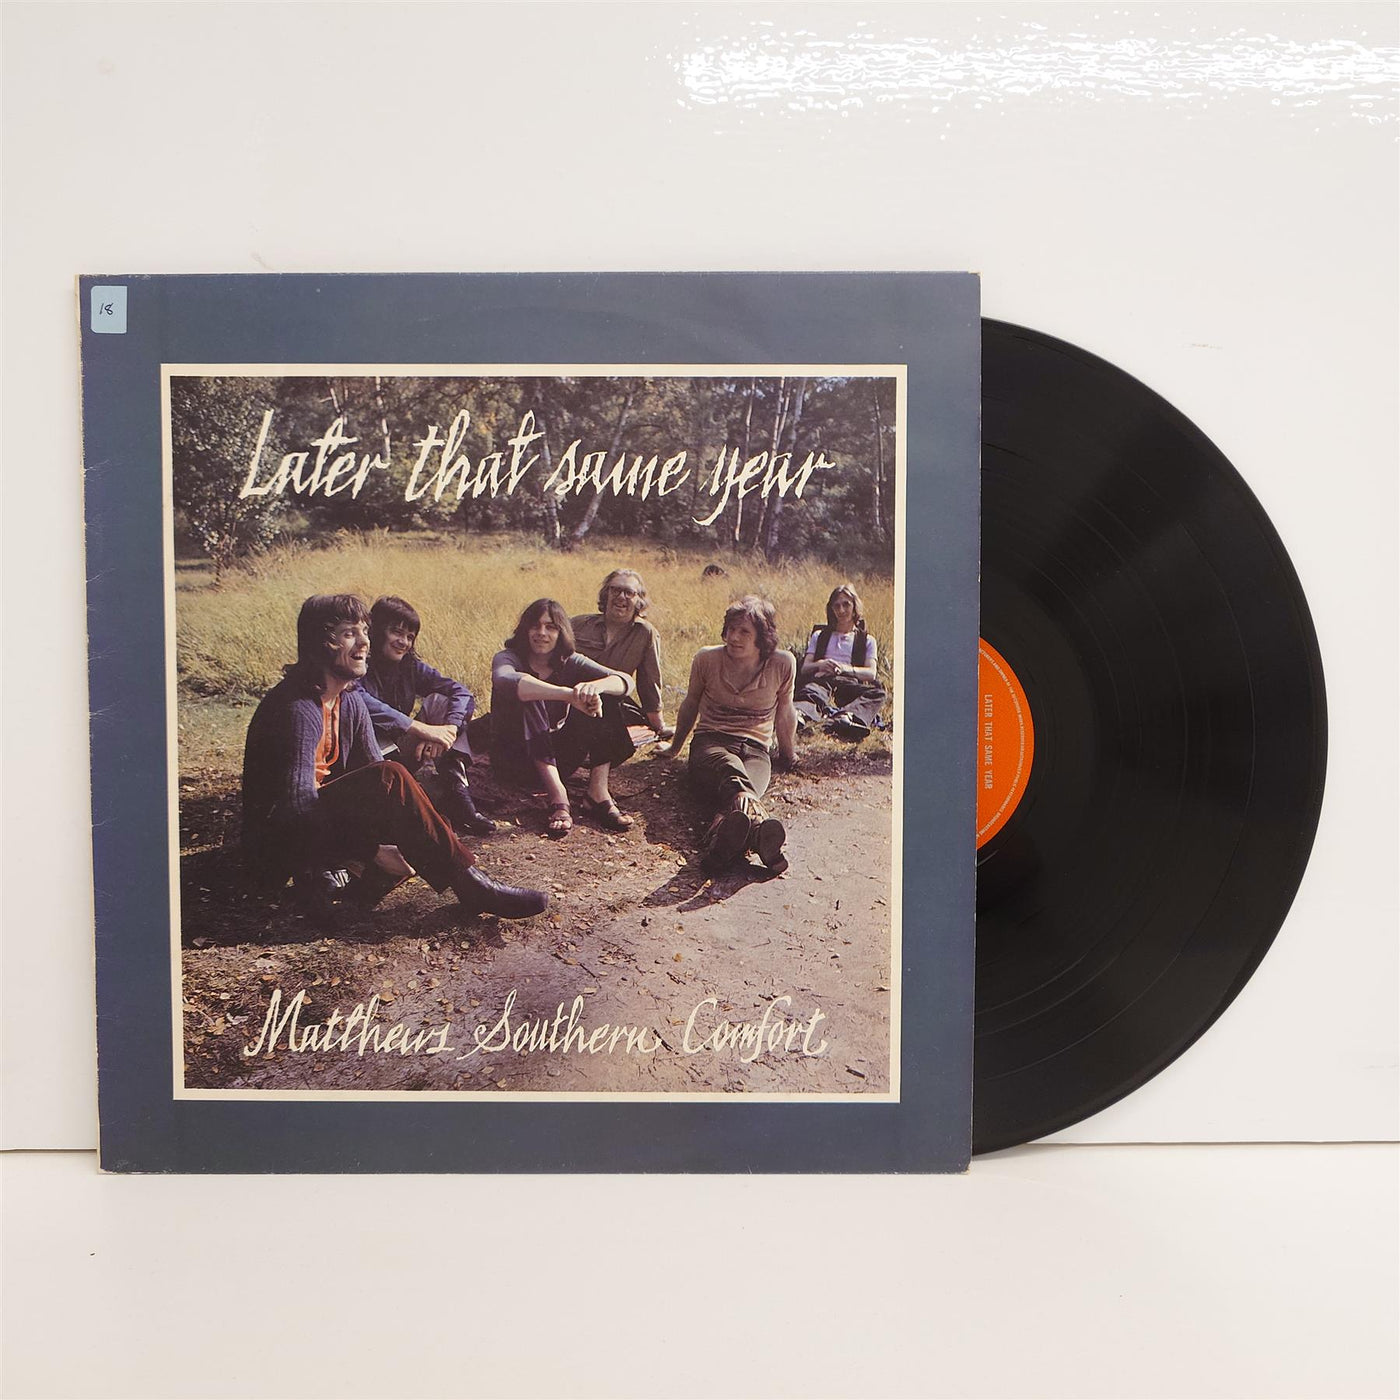 18
Later that same year
LATER THAT SAME YEAR
Matthews Southern Comfort